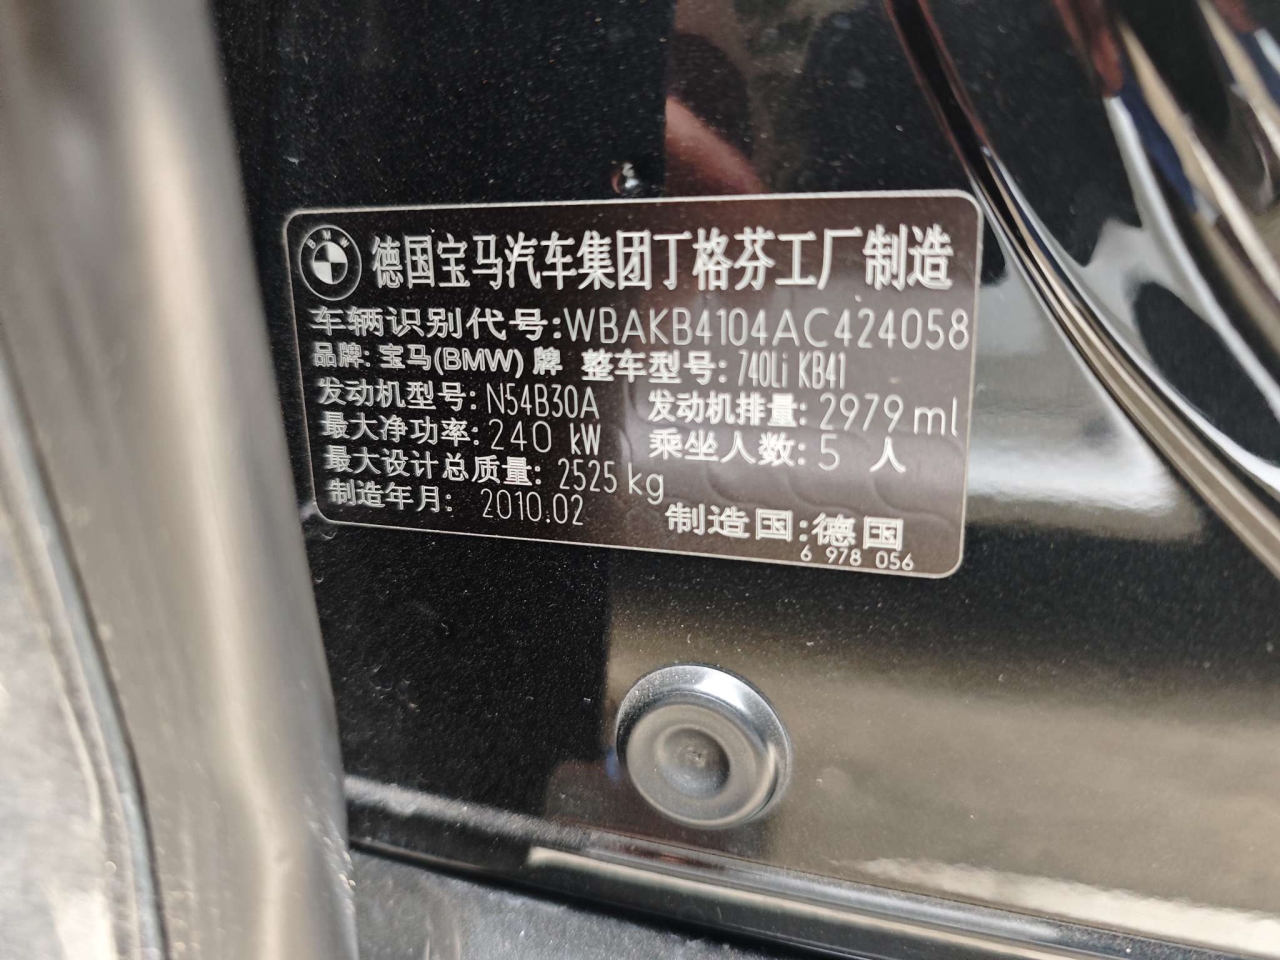 BMW
德国宝马汽车集团丁格芬工厂制造
车辆识别代号:WBAKB4104AC424058
品牌:宝马(BMW)牌 整车型号:740Li KB41
发动机型号:N54B30A 发动机排量:2979ml
最大净功率:240 kW 乘坐人数:5 人
最大设计总质量:2525kg
制造年月:2010.02 制造国:德国
6 978 056